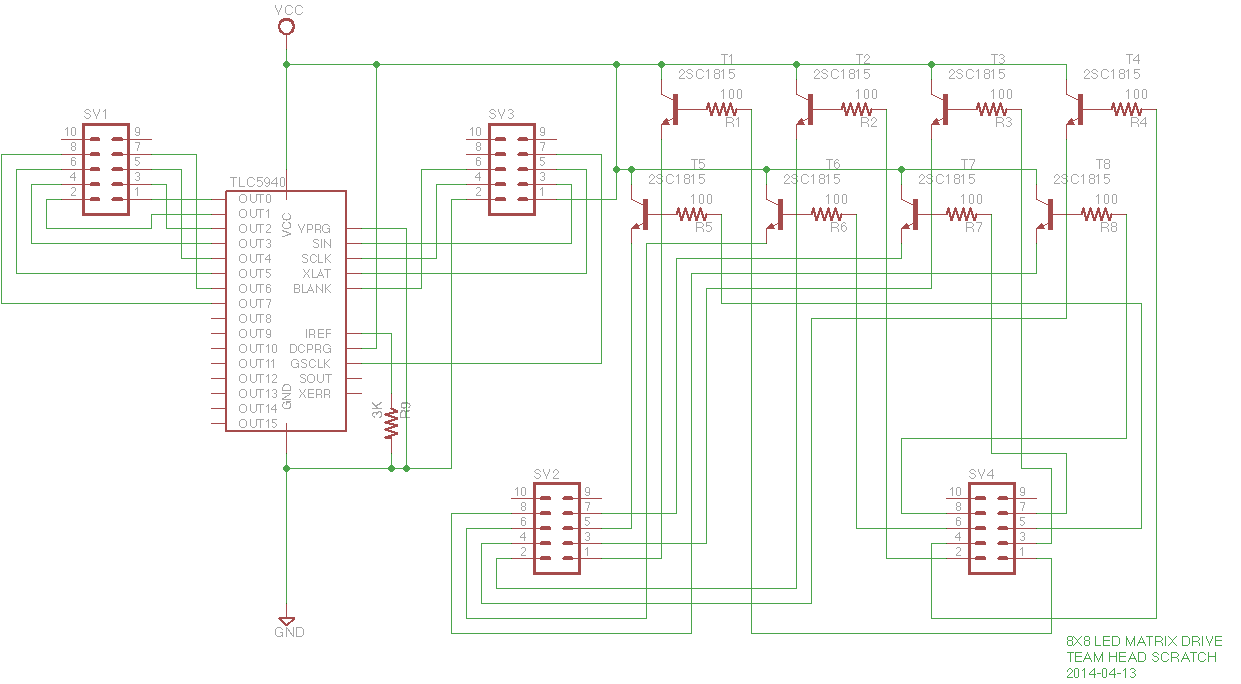 VCC
T1 T2 T3 T4
2SC1815 2SC1815 2SC1815 2SC1815
100 100 100 100
R1 R2 R3 R4
SV1 SV3
10 9 10 9
8 7 8 7
6 5 6 5
4 3 4 3
2 1 2 1
T5 T6 T7 T8
2SC1815 2SC1815 2SC1815 2SC1815
100 100 100 100
R5 R6 R7 R8
TLC5940
OUT0
OUT1
OUT2 VCC VPRG
OUT3 SIN
OUT4 SCLK
OUT5 XLAT
OUT6 BLANK
OUT7
OUT8
OUT9 IREF
OUT10 DCPRG
OUT11 GSCLK
OUT12 SOUT
OUT13 GND XERR
OUT14
OUT15
3K R9
SV2 SV4
10 9 10 9
8 7 8 7
6 5 6 5
4 3 4 3
2 1 2 1
GND
8X8 LED MATRIX DRIVE
TEAM HEAD SCRATCH
2014-04-13